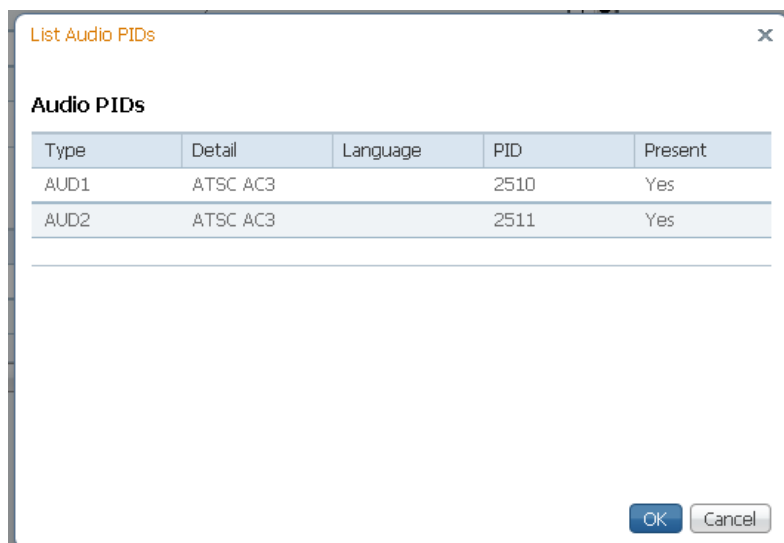 List Audio PIDs
Audio PIDs
Type Detail Language PID Present
AUD1 ATSC AC3 2510 Yes
AUD2 ATSC AC3 2511 Yes
OK Cancel